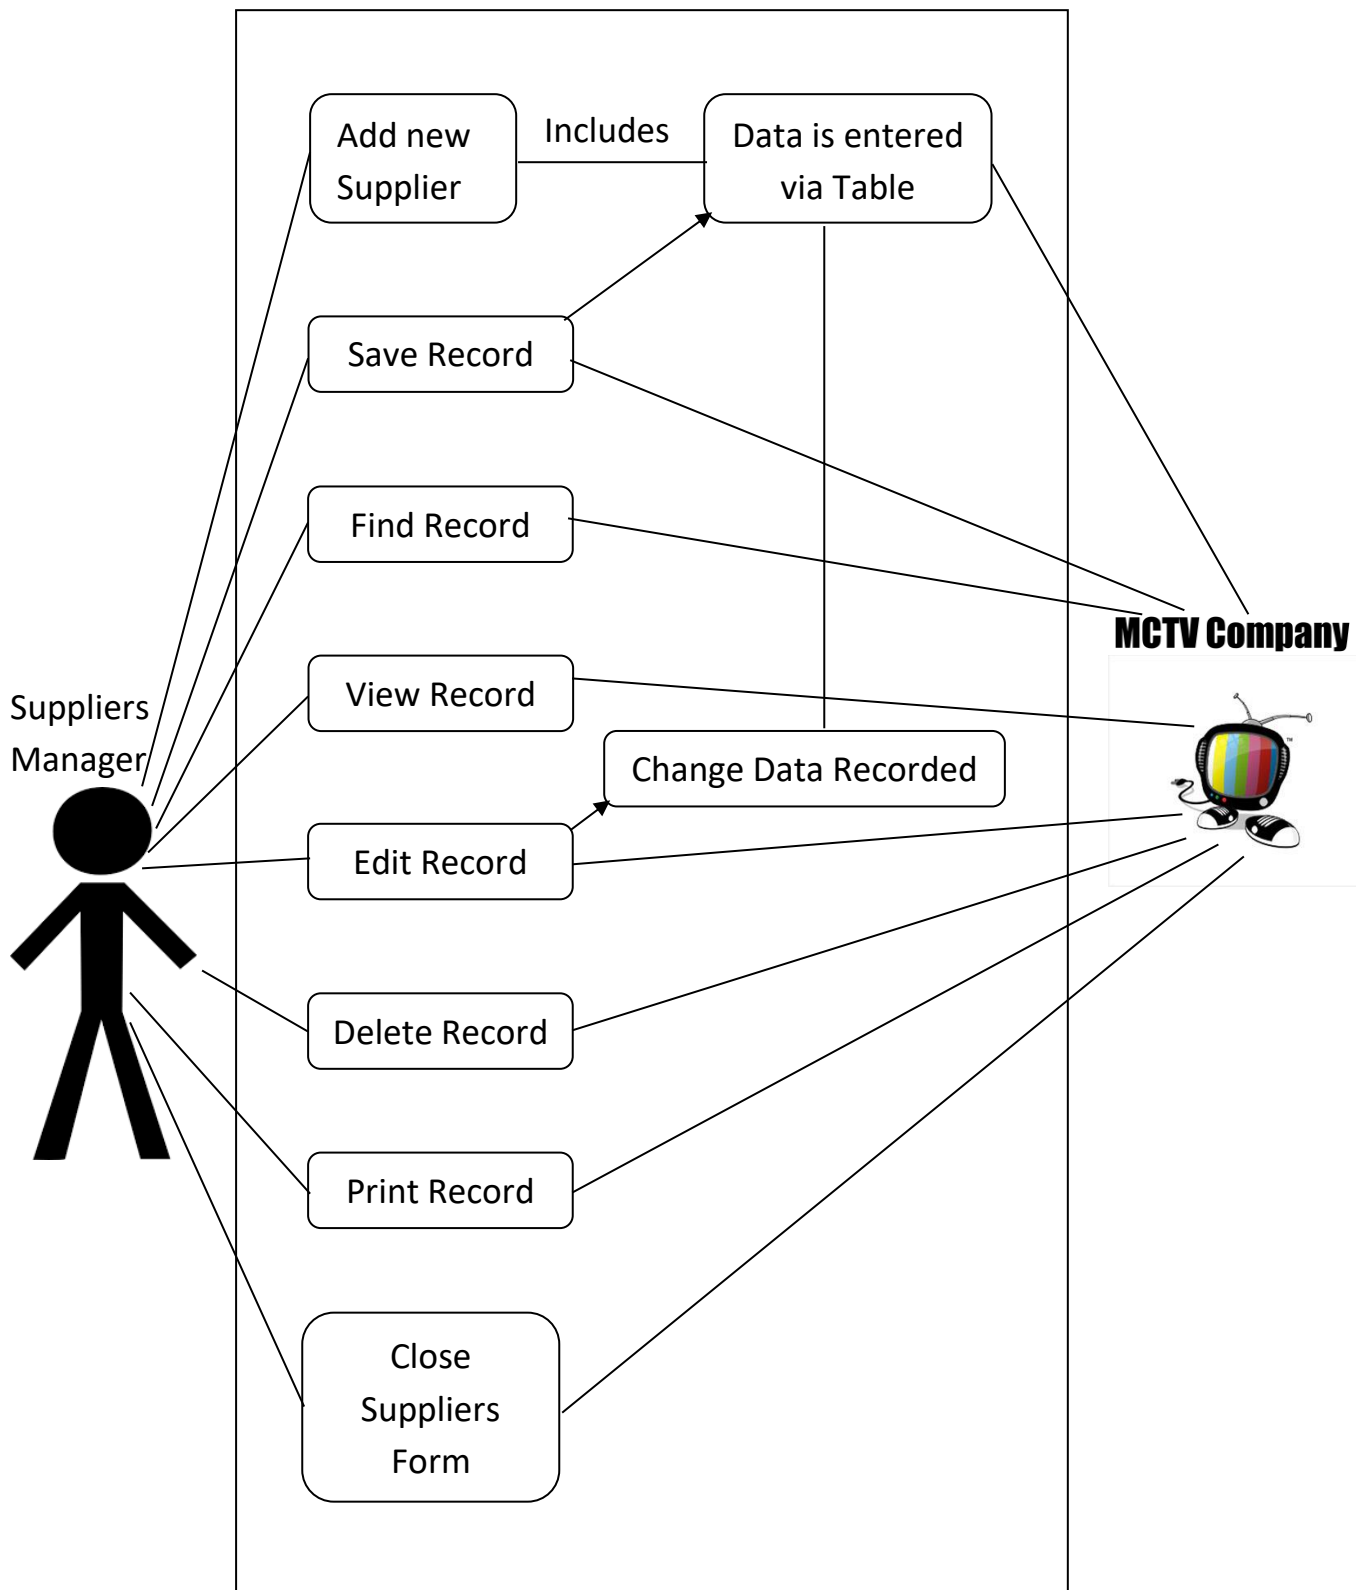 Add new
Supplier
Includes
Data is entered
via Table
Save Record
Find Record
MCTV Company
View Record
Suppliers
Manager
Change Data Recorded
Edit Record
Delete Record
Print Record
Close
Suppliers
Form
TM